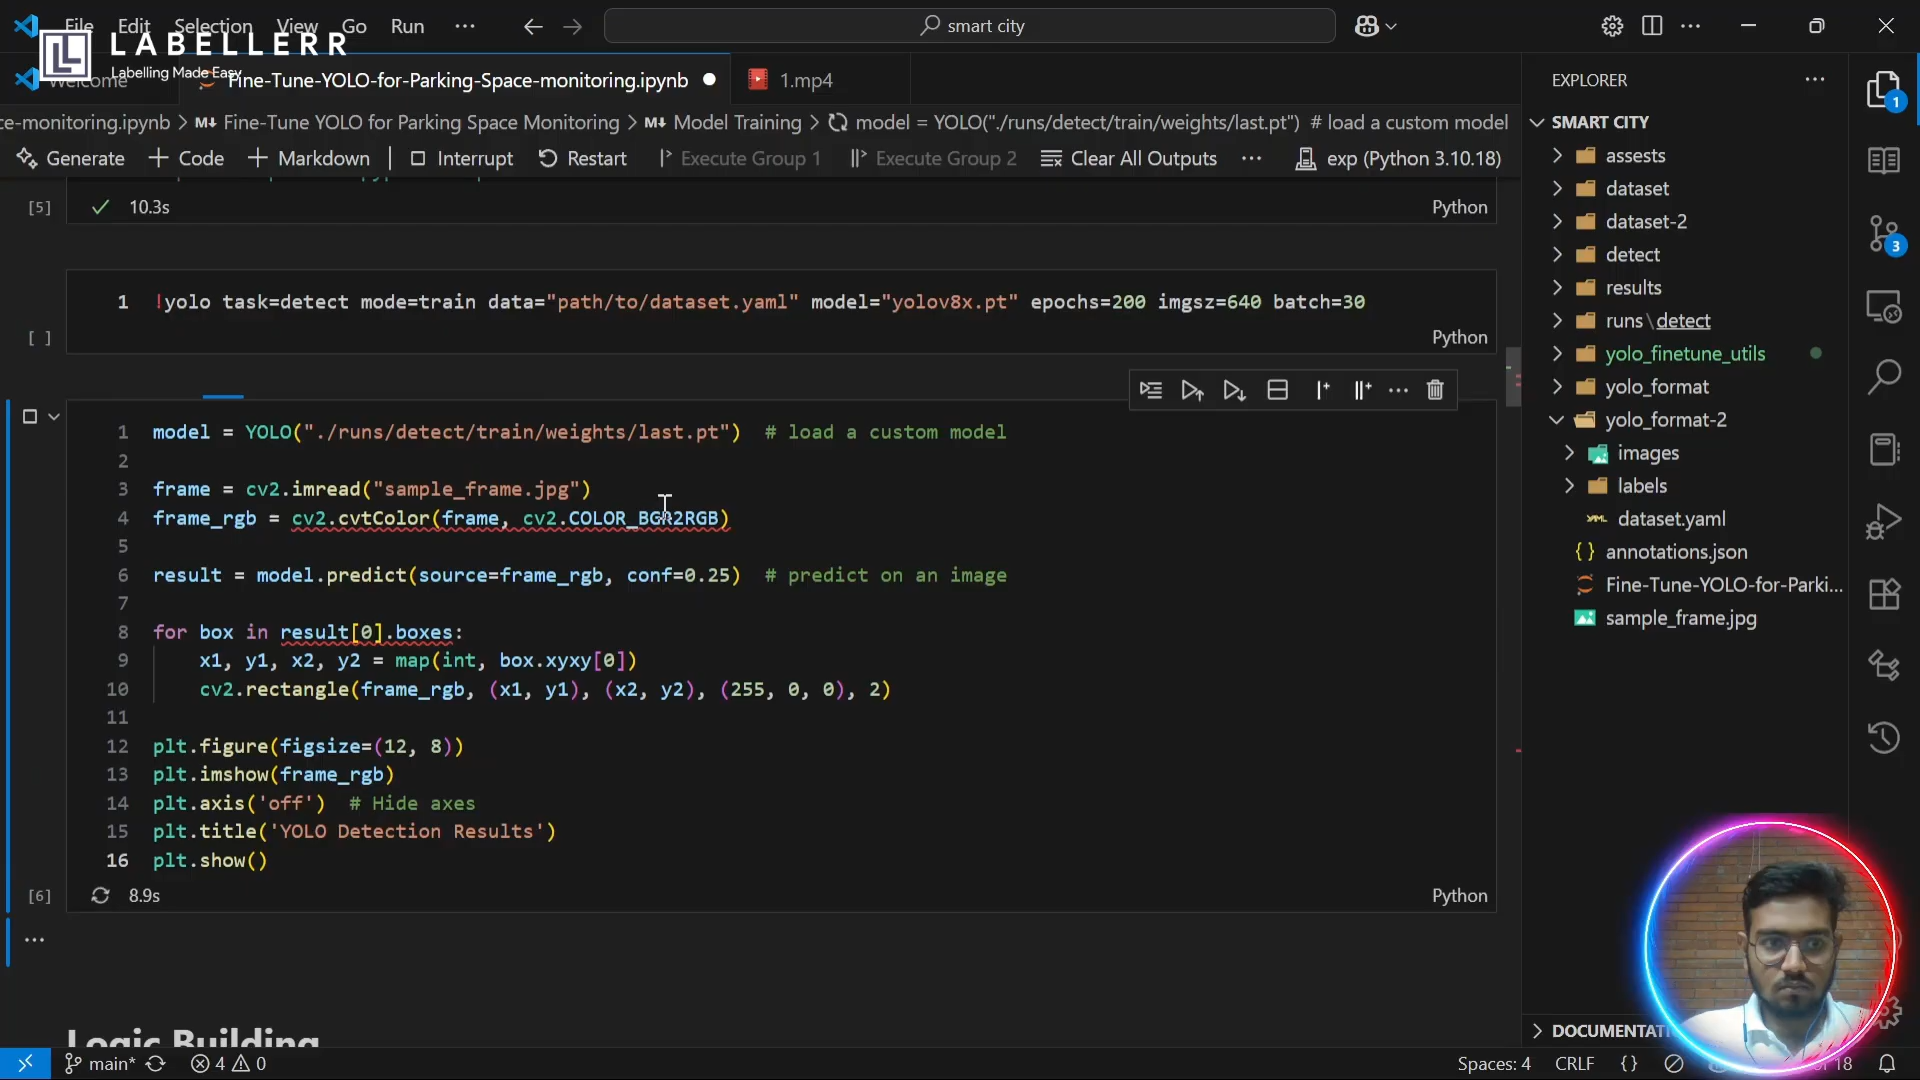 File Edit Selection View Go Run ··· smart city
LABELLERR
Labelling Made Easy
Welcome Fine-Tune-YOLO-for-Parking-Space-monitoring.ipynb 1.mp4
ce-monitoring.ipynb > M↓ Fine-Tune YOLO for Parking Space Monitoring > M↓ Model Training > model = YOLO("./runs/detect/train/weights/last.pt") # load a custom model
Generate + Code + Markdown | Interrupt Restart Execute Group 1 Execute Group 2 Clear All Outputs ··· exp (Python 3.10.18)
[5] 10.3s Python
1 !yolo task=detect mode=train data="path/to/dataset.yaml" model="yolov8x.pt" epochs=200 imgsz=640 batch=30
[ ] Python
1 model = YOLO("./runs/detect/train/weights/last.pt")  # load a custom model
2
3 frame = cv2.imread("sample_frame.jpg")
4 frame_rgb = cv2.cvtColor(frame, cv2.COLOR_BGR2RGB)
5
6 result = model.predict(source=frame_rgb, conf=0.25)  # predict on an image
7
8 for box in result[0].boxes:
9     x1, y1, x2, y2 = map(int, box.xyxy[0])
10     cv2.rectangle(frame_rgb, (x1, y1), (x2, y2), (255, 0, 0), 2)
11
12 plt.figure(figsize=(12, 8))
13 plt.imshow(frame_rgb)
14 plt.axis('off')  # Hide axes
15 plt.title('YOLO Detection Results')
16 plt.show()
[6] 8.9s Python
···
Logic Building
EXPLORER ···
SMART CITY
assests
dataset
dataset-2
detect
results
runs\detect
yolo_finetune_utils
yolo_format
yolo_format-2
images
labels
dataset.yaml
annotations.json
Fine-Tune-YOLO-for-Parki...
sample_frame.jpg
1
3
main* 4 0 Spaces: 4 CRLF {} of 18